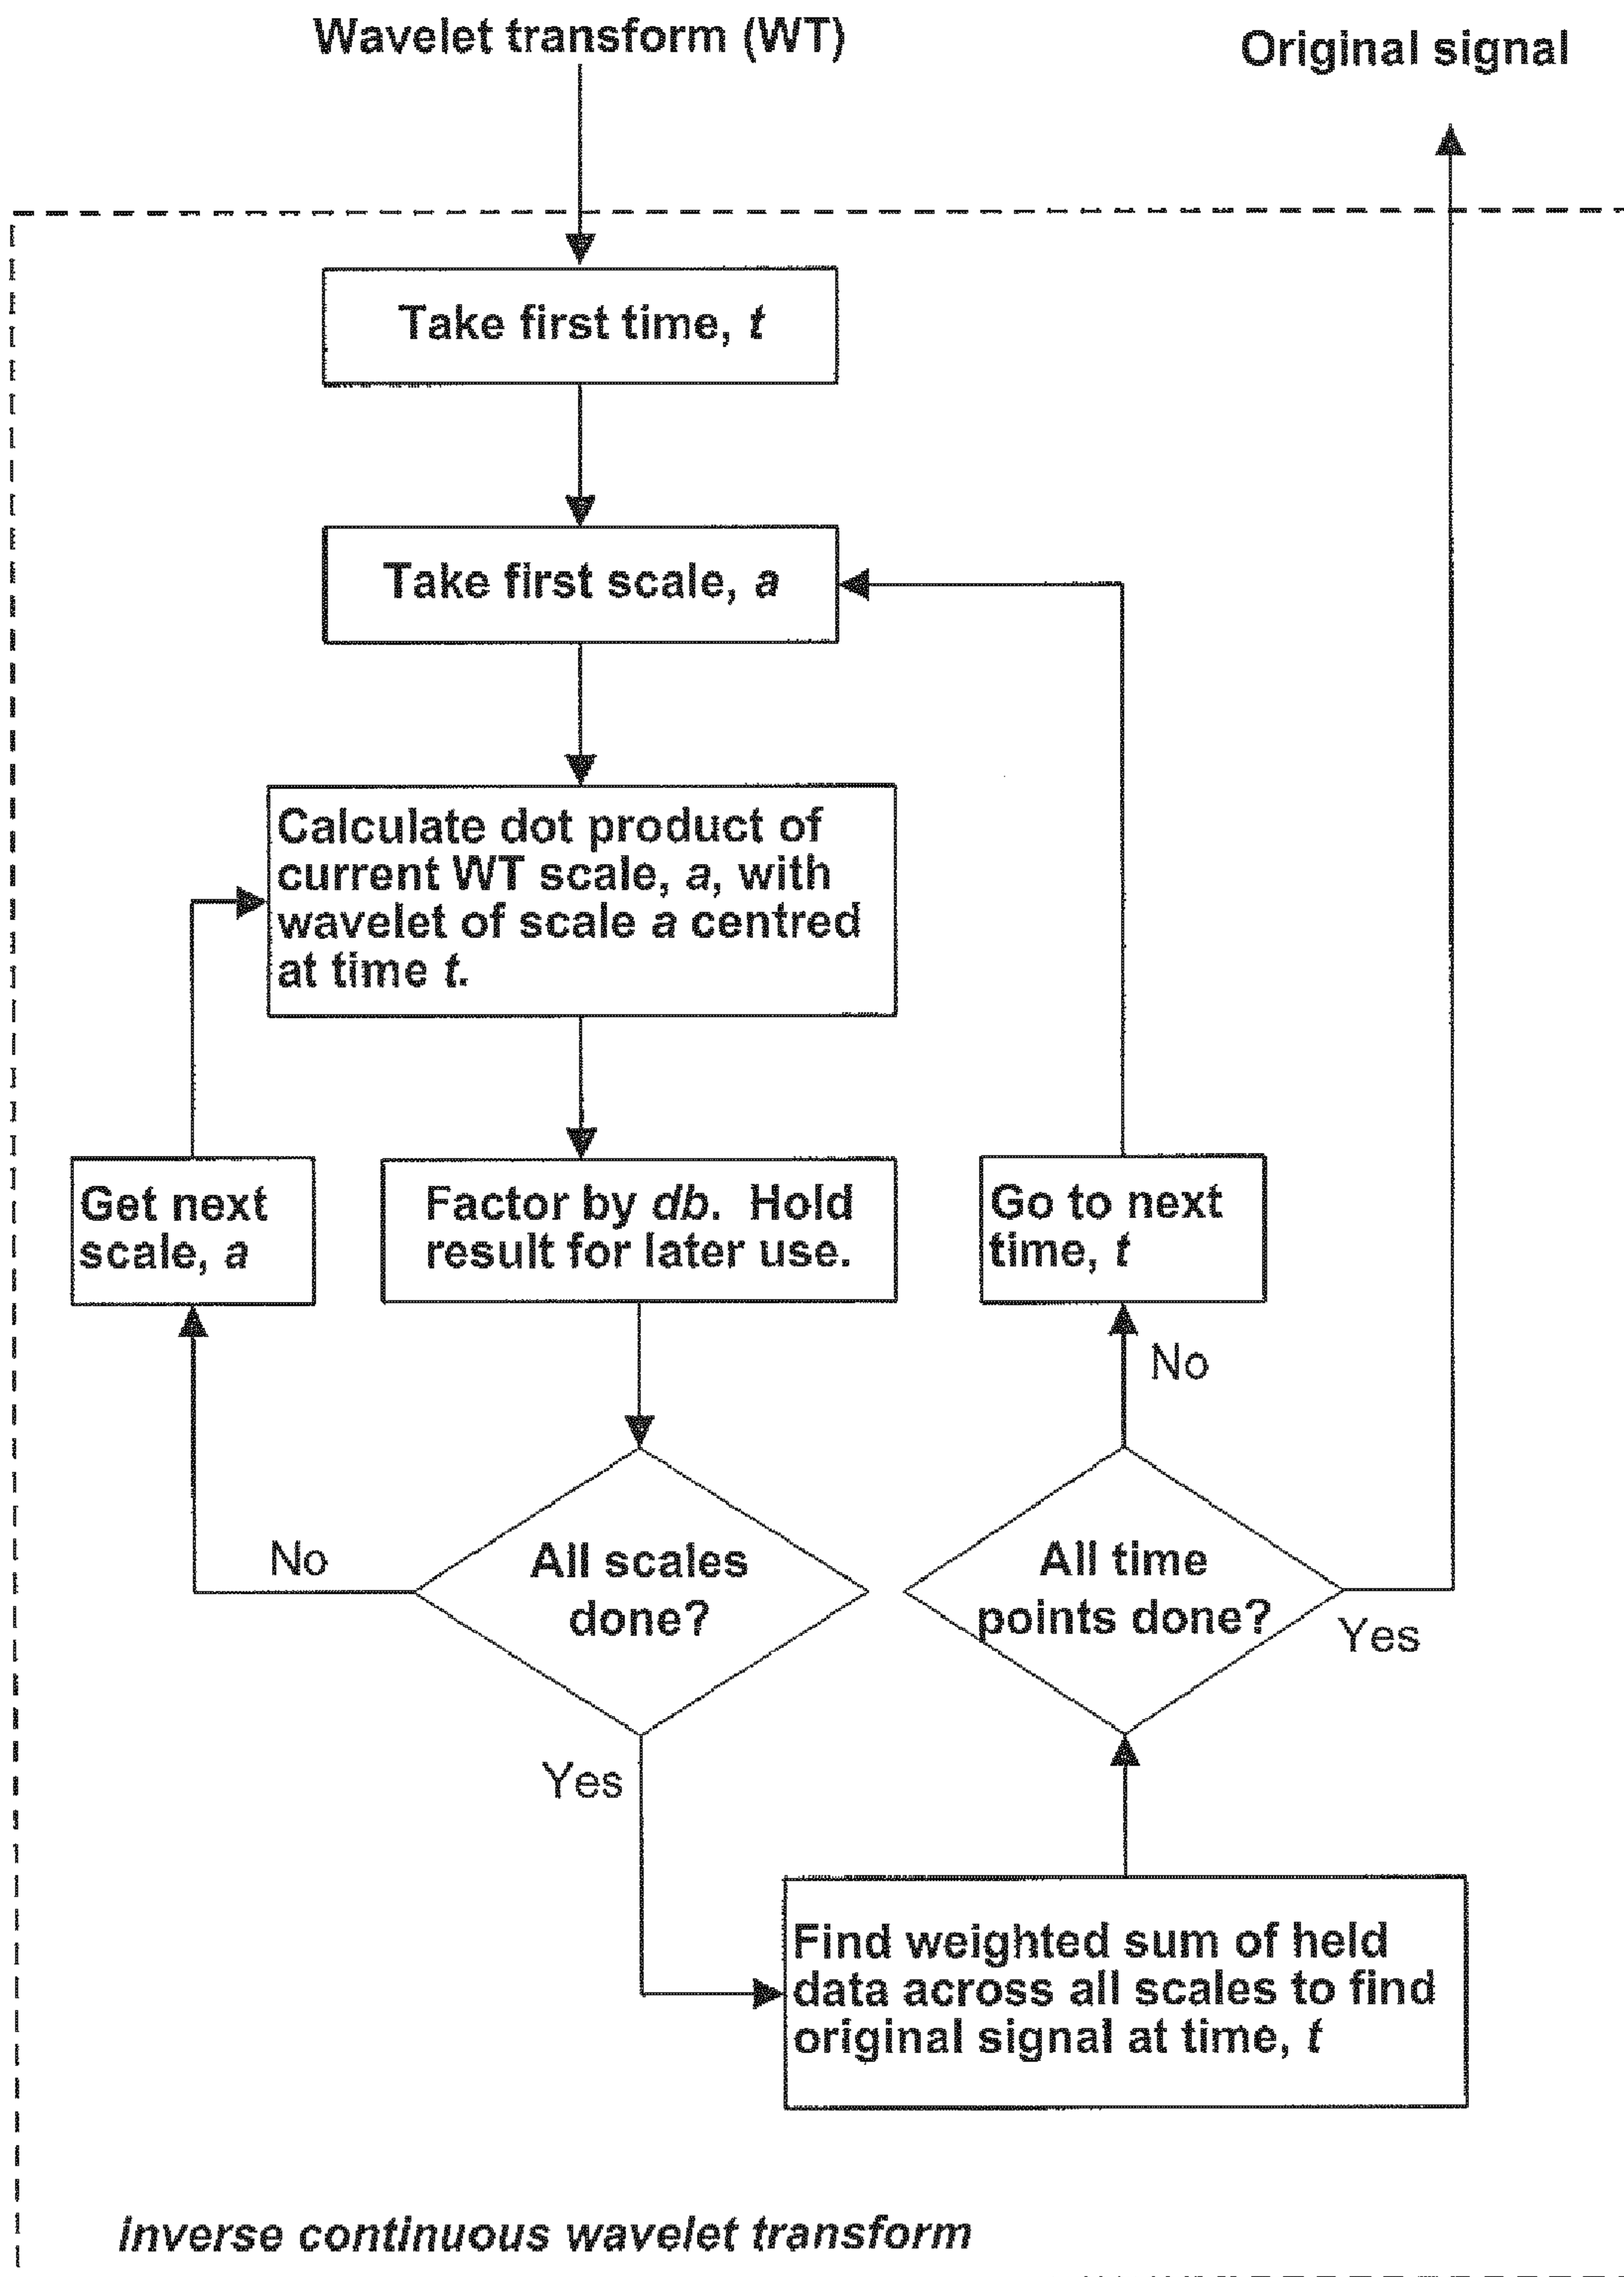 Wavelet transform (WT)
Original signal
Take first time, t
Take first scale, a
Calculate dot product of
current WT scale, a, with
wavelet of scale a centred
at time t.
Get next
scale, a
Factor by db. Hold
result for later use.
Go to next
time, t
No
No
All scales
done?
All time
points done?
Yes
Yes
Find weighted sum of held
data across all scales to find
original signal at time, t
Inverse continuous wavelet transform